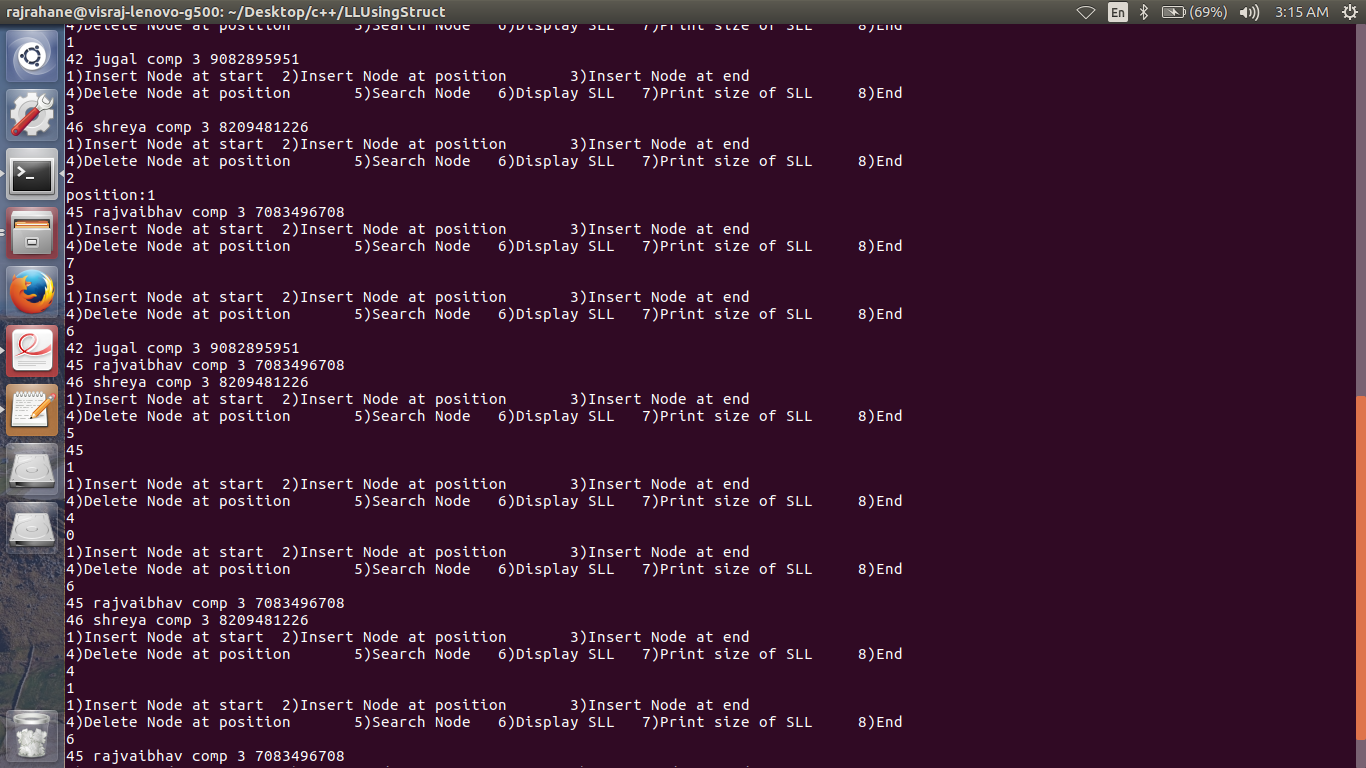 rajrahane@visraj-lenovo-g500: ~/Desktop/c++/LLUsingStruct En (69%) 3:15 AM
4)Delete Node at position 5)Search Node 6)Display SLL 7)Print size of SLL 8)End
1
42 jugal comp 3 9082895951
1)Insert Node at start 2)Insert Node at position 3)Insert Node at end
4)Delete Node at position 5)Search Node 6)Display SLL 7)Print size of SLL 8)End
3
46 shreya comp 3 8209481226
1)Insert Node at start 2)Insert Node at position 3)Insert Node at end
4)Delete Node at position 5)Search Node 6)Display SLL 7)Print size of SLL 8)End
2
position:1
45 rajvaibhav comp 3 7083496708
1)Insert Node at start 2)Insert Node at position 3)Insert Node at end
4)Delete Node at position 5)Search Node 6)Display SLL 7)Print size of SLL 8)End
7
3
1)Insert Node at start 2)Insert Node at position 3)Insert Node at end
4)Delete Node at position 5)Search Node 6)Display SLL 7)Print size of SLL 8)End
6
42 jugal comp 3 9082895951
45 rajvaibhav comp 3 7083496708
46 shreya comp 3 8209481226
1)Insert Node at start 2)Insert Node at position 3)Insert Node at end
4)Delete Node at position 5)Search Node 6)Display SLL 7)Print size of SLL 8)End
5
45
1
1)Insert Node at start 2)Insert Node at position 3)Insert Node at end
4)Delete Node at position 5)Search Node 6)Display SLL 7)Print size of SLL 8)End
4
0
1)Insert Node at start 2)Insert Node at position 3)Insert Node at end
4)Delete Node at position 5)Search Node 6)Display SLL 7)Print size of SLL 8)End
6
45 rajvaibhav comp 3 7083496708
46 shreya comp 3 8209481226
1)Insert Node at start 2)Insert Node at position 3)Insert Node at end
4)Delete Node at position 5)Search Node 6)Display SLL 7)Print size of SLL 8)End
4
1
1)Insert Node at start 2)Insert Node at position 3)Insert Node at end
4)Delete Node at position 5)Search Node 6)Display SLL 7)Print size of SLL 8)End
6
45 rajvaibhav comp 3 7083496708